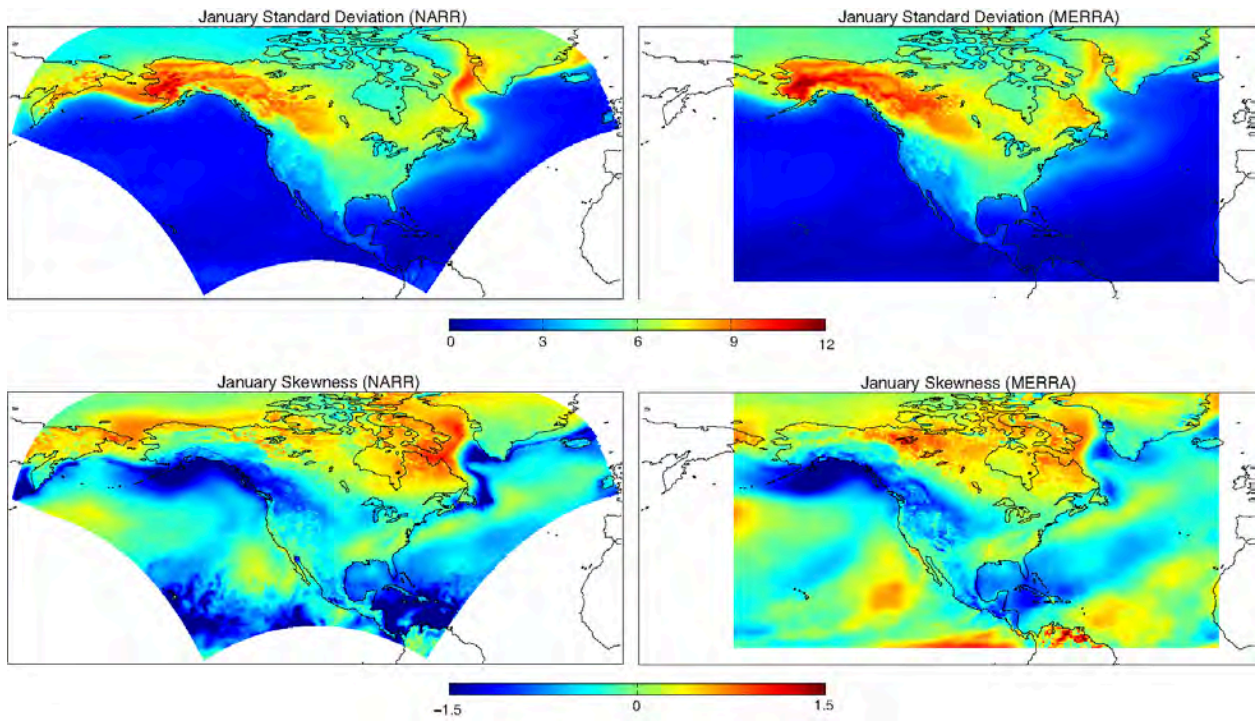 January Standard Deviation (NARR)
January Standard Deviation (MERRA)
0 3 6 9 12
January Skewness (NARR)
January Skewness (MERRA)
−1.5 0 1.5